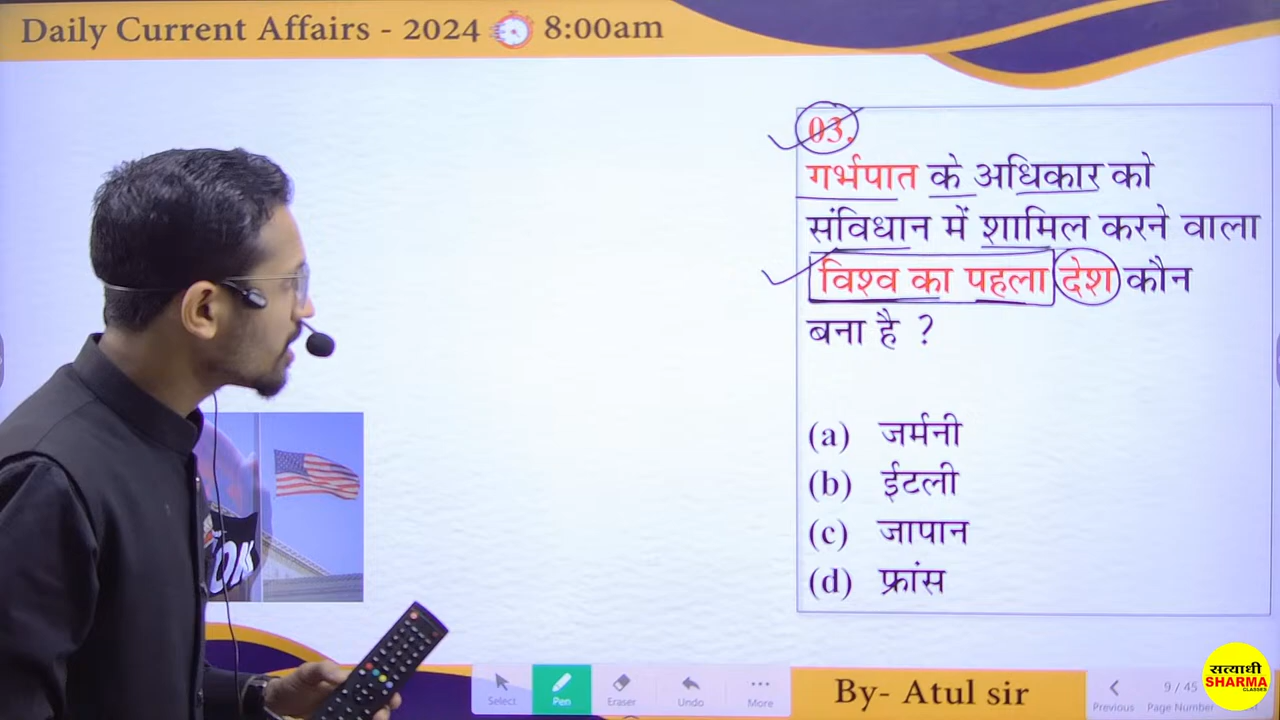 Daily Current Affairs - 2024 8:00am
03.
गर्भपात के अधिकार को
संविधान में शामिल करने वाला
विश्व का पहला देश कौन
बना है ?
(a) जर्मनी
(b) ईटली
(c) जापान
(d) फ्रांस
ON
Select Pen Eraser Undo More
By- Atul sir
Previous
9 / 45
Page Number
सत्याधी
SHARMA
CLASSES